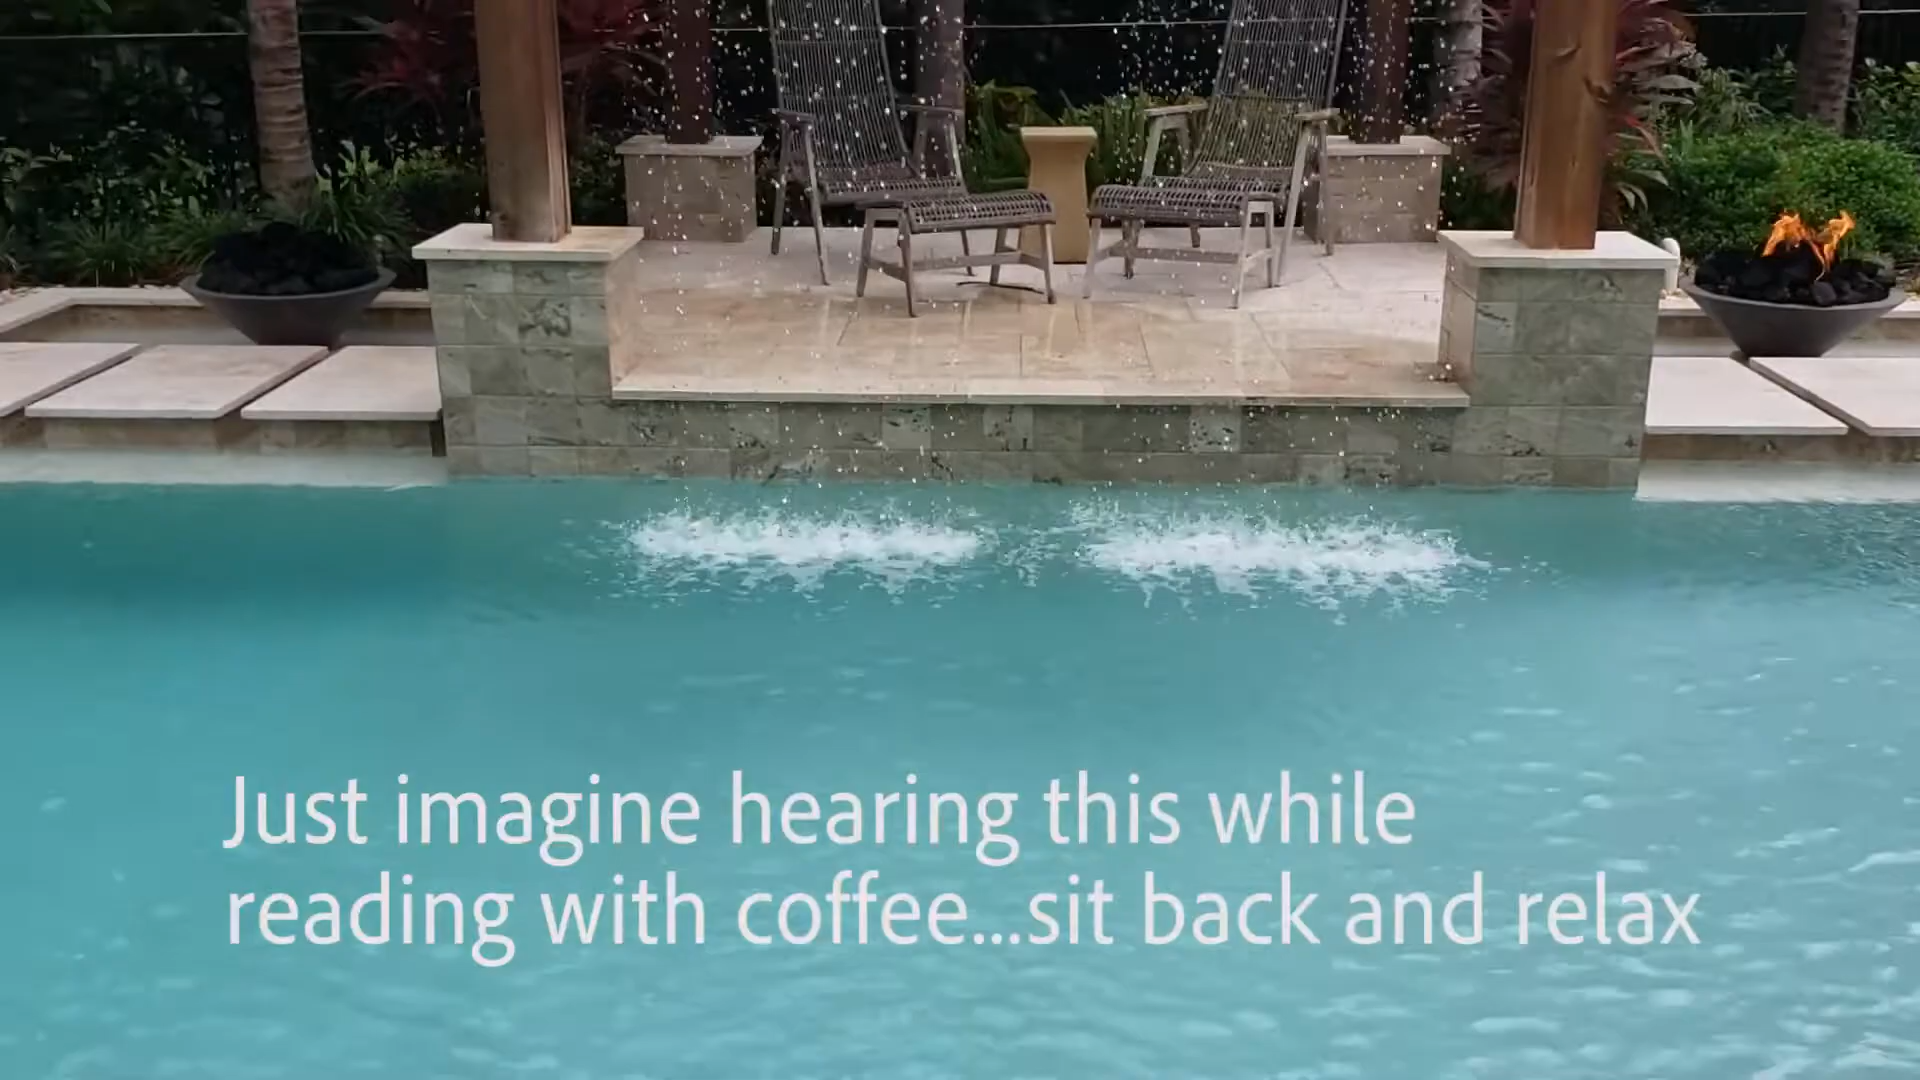 Just imagine hearing this while
reading with coffee...sit back and relax